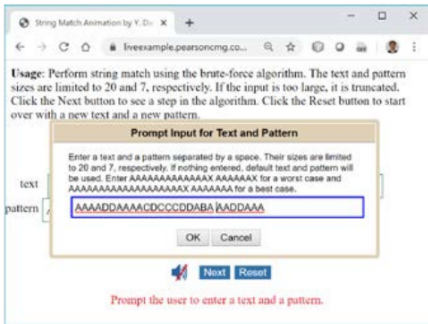 String Match Animation by Y. Da
liveexample.pearsoncmg.co...
Usage: Perform string match using the brute-force algorithm. The text and pattern
sizes are limited to 20 and 7, respectively. If the input is too large, it is truncated.
Click the Next button to see a step in the algorithm. Click the Reset button to start
over with a new text and a new pattern.
Prompt Input for Text and Pattern
Enter a text and a pattern separated by a space. Their sizes are limited
to 20 and 7, respectively. If nothing entered, default text and pattern will
be used. Enter AAAAAAAAAAAAAX AAAAAAX for a worst case and
AAAAAAAAAAAAAAAAAAAX AAAAAAA for a best case.
text
pattern
AAAADDAAAACDCCCDDABA AADDAAA
OK Cancel
Next Reset
Prompt the user to enter a text and a pattern.